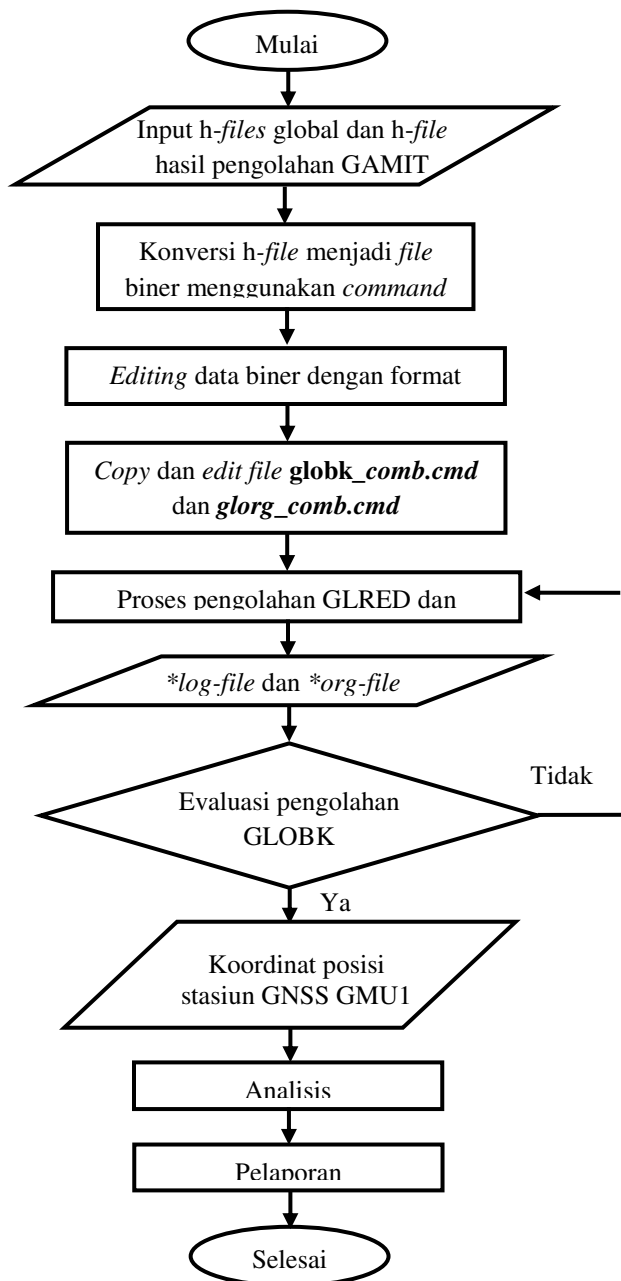 Mulai
Input h-files global dan h-file
hasil pengolahan GAMIT
Konversi h-file menjadi file
biner menggunakan command
Editing data biner dengan format
Copy dan edit file globk_comb.cmd
dan glorg_comb.cmd
Proses pengolahan GLRED dan
*log-file dan *org-file
Tidak
Evaluasi pengolahan
GLOBK
Ya
Koordinat posisi
stasiun GNSS GMU1
Analisis
Pelaporan
Selesai